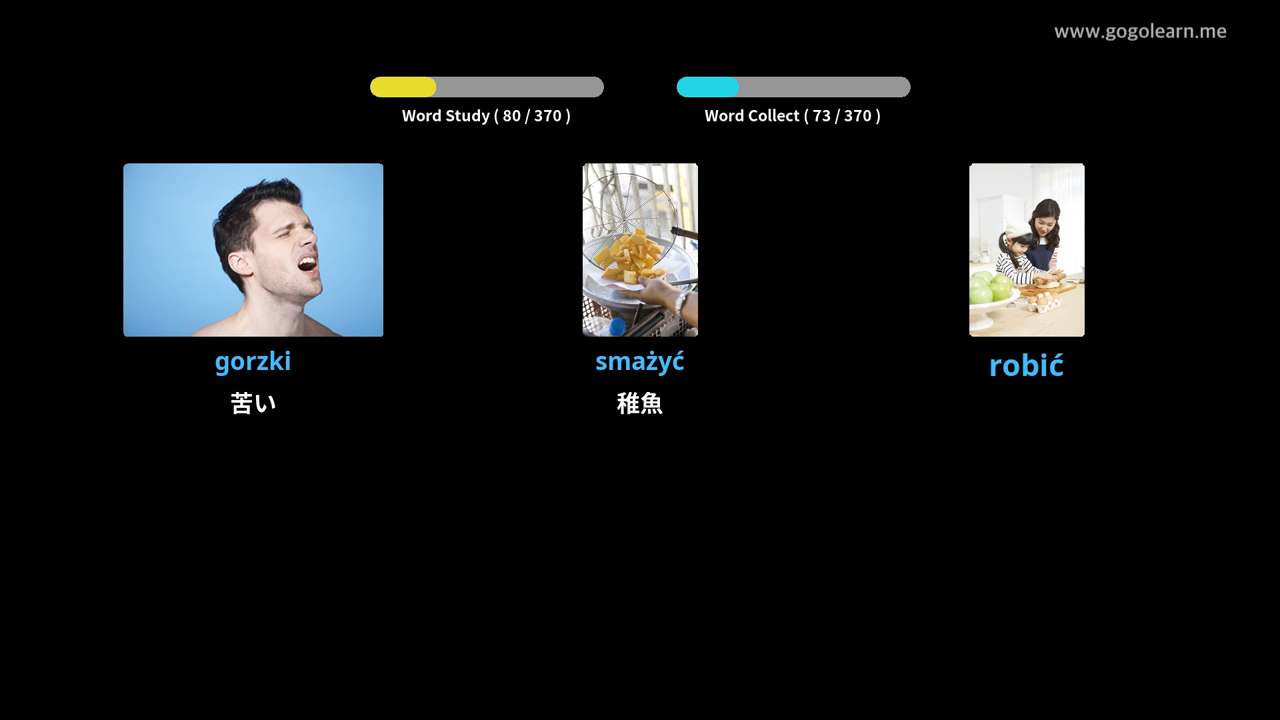 www.gogolearn.me
Word Study ( 80 / 370 )
Word Collect ( 73 / 370 )
gorzki
苦い
smażyć
稚魚
robić